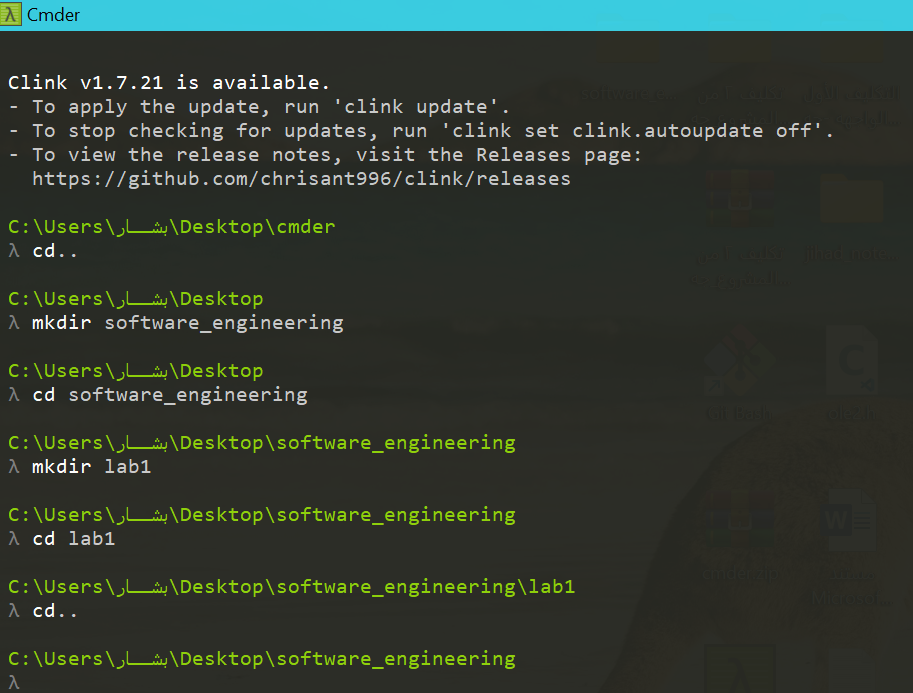 Cmder
Clink v1.7.21 is available.
- To apply the update, run 'clink update'.
- To stop checking for updates, run 'clink set clink.autoupdate off'.
- To view the release notes, visit the Releases page:
https://github.com/chrisant996/clink/releases
C:\Users\بشـــار\Desktop\cmder
λ cd..
C:\Users\بشـــار\Desktop
λ mkdir software_engineering
C:\Users\بشـــار\Desktop
λ cd software_engineering
C:\Users\بشـــار\Desktop\software_engineering
λ mkdir lab1
C:\Users\بشـــار\Desktop\software_engineering
λ cd lab1
C:\Users\بشـــار\Desktop\software_engineering\lab1
λ cd..
C:\Users\بشـــار\Desktop\software_engineering
λ